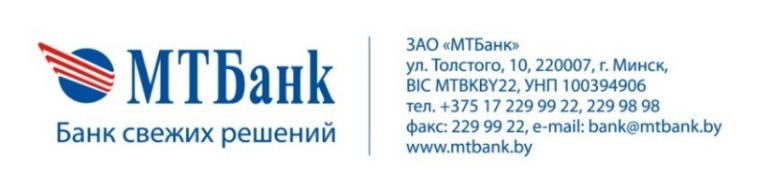 МТБанк
Банк свежих решений
ЗАО «МТБанк»
ул. Толстого, 10, 220007, г. Минск,
BIC MTBKBY22, УНП 100394906
тел. +375 17 229 99 22, 229 98 98
факс: 229 99 22, e-mail: bank@mtbank.by
www.mtbank.by